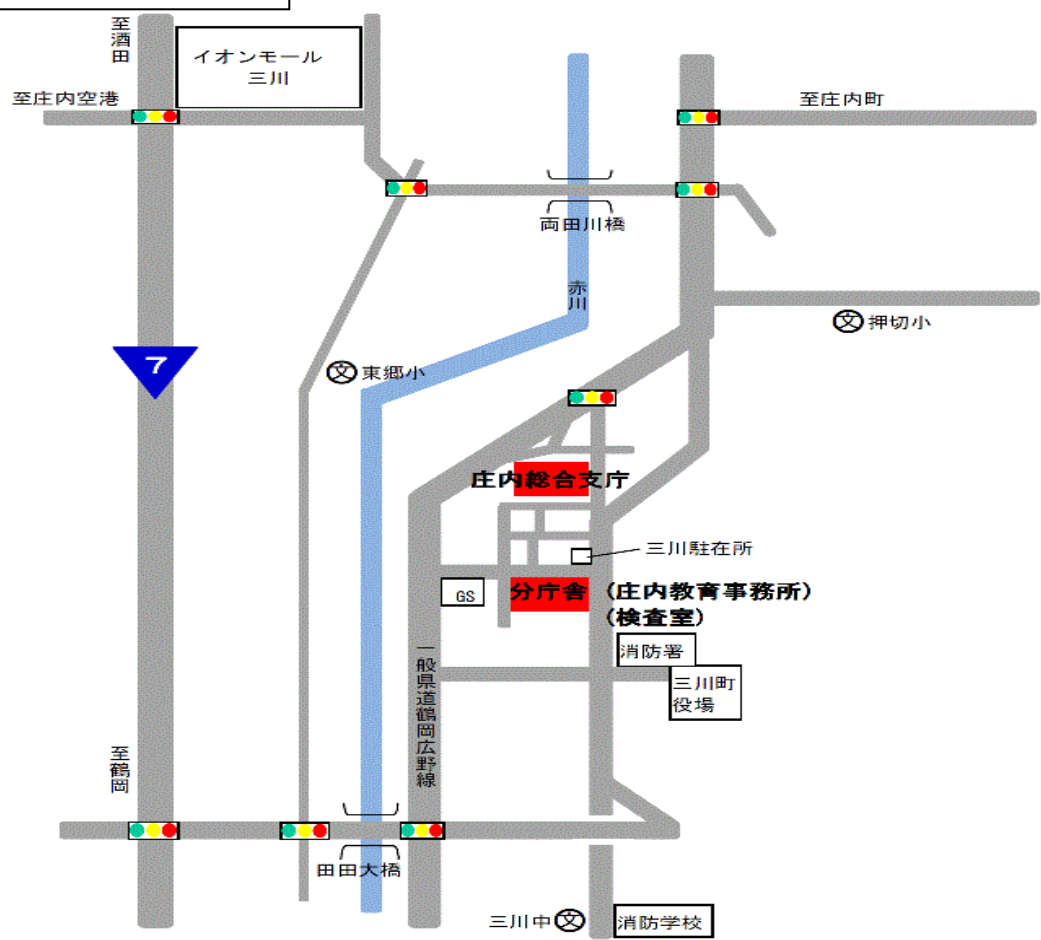 至酒田
イオンモール
三川
至庄内空港
至庄内町
両田川橋
赤川
押切小
文
7
文
東郷小
庄内総合支庁
三川駐在所
GS
分庁舎
(庄内教育事務所)
(検査室)
消防署
三川町
役場
一般県道鶴岡広野線
至鶴岡
田田大橋
三川中
文
消防学校